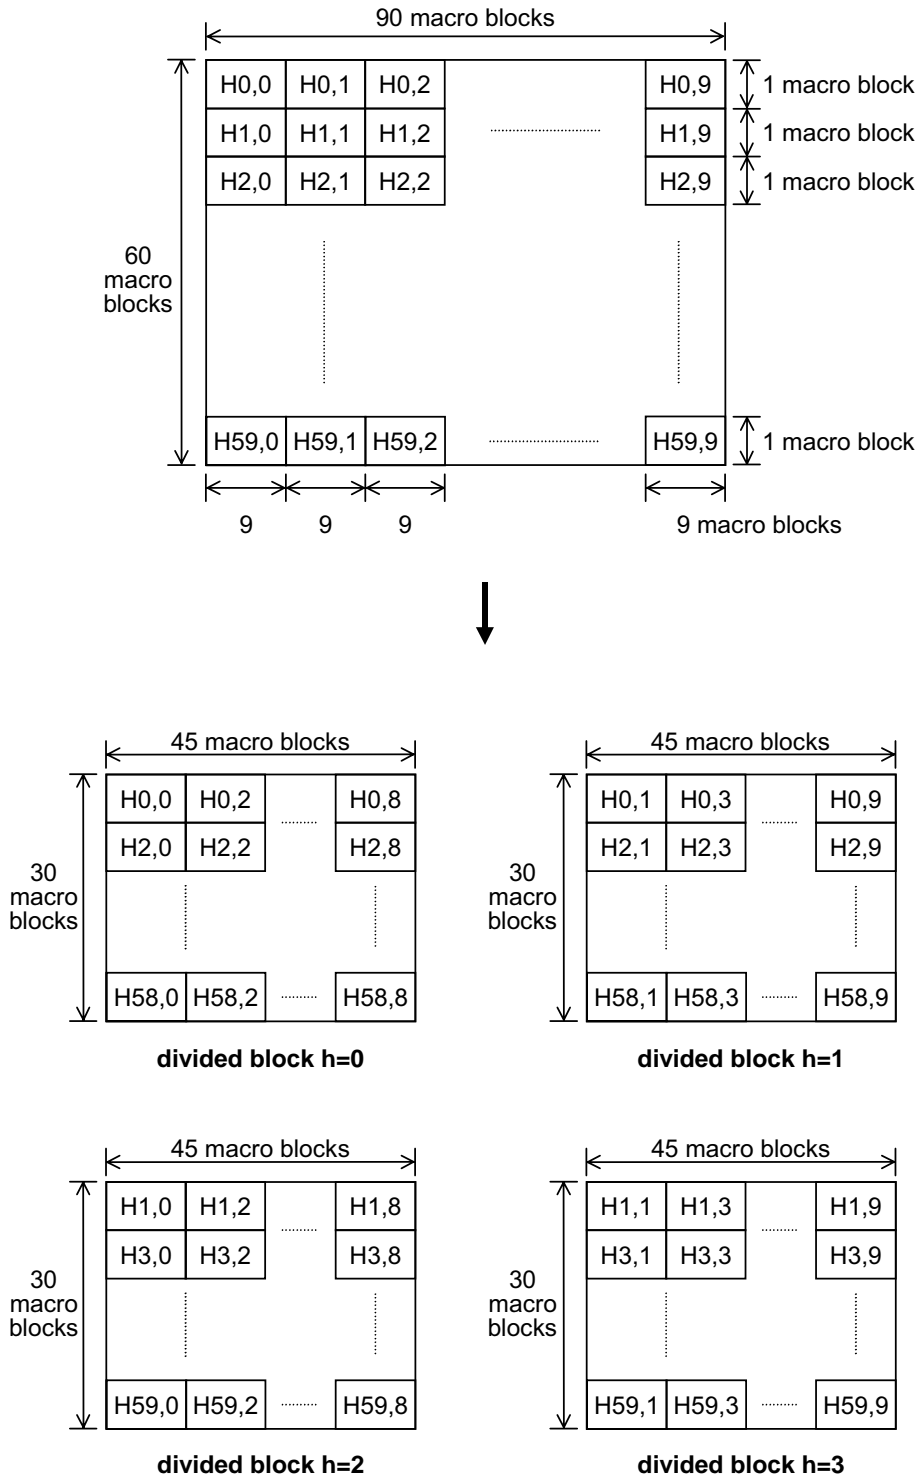 90 macro blocks
H0,0 H0,1 H0,2 H0,9 1 macro block
H1,0 H1,1 H1,2 H1,9 1 macro block
H2,0 H2,1 H2,2 H2,9 1 macro block
60
macro
blocks
H59,0 H59,1 H59,2 H59,9 1 macro block
9 9 9 9 macro blocks
45 macro blocks
H0,0 H0,2 H0,8
H2,0 H2,2 H2,8
30
macro
blocks
H58,0 H58,2 H58,8
divided block h=0
45 macro blocks
H0,1 H0,3 H0,9
H2,1 H2,3 H2,9
30
macro
blocks
H58,1 H58,3 H58,9
divided block h=1
45 macro blocks
H1,0 H1,2 H1,8
H3,0 H3,2 H3,8
30
macro
blocks
H59,0 H59,2 H59,8
divided block h=2
45 macro blocks
H1,1 H1,3 H1,9
H3,1 H3,3 H3,9
30
macro
blocks
H59,1 H59,3 H59,9
divided block h=3